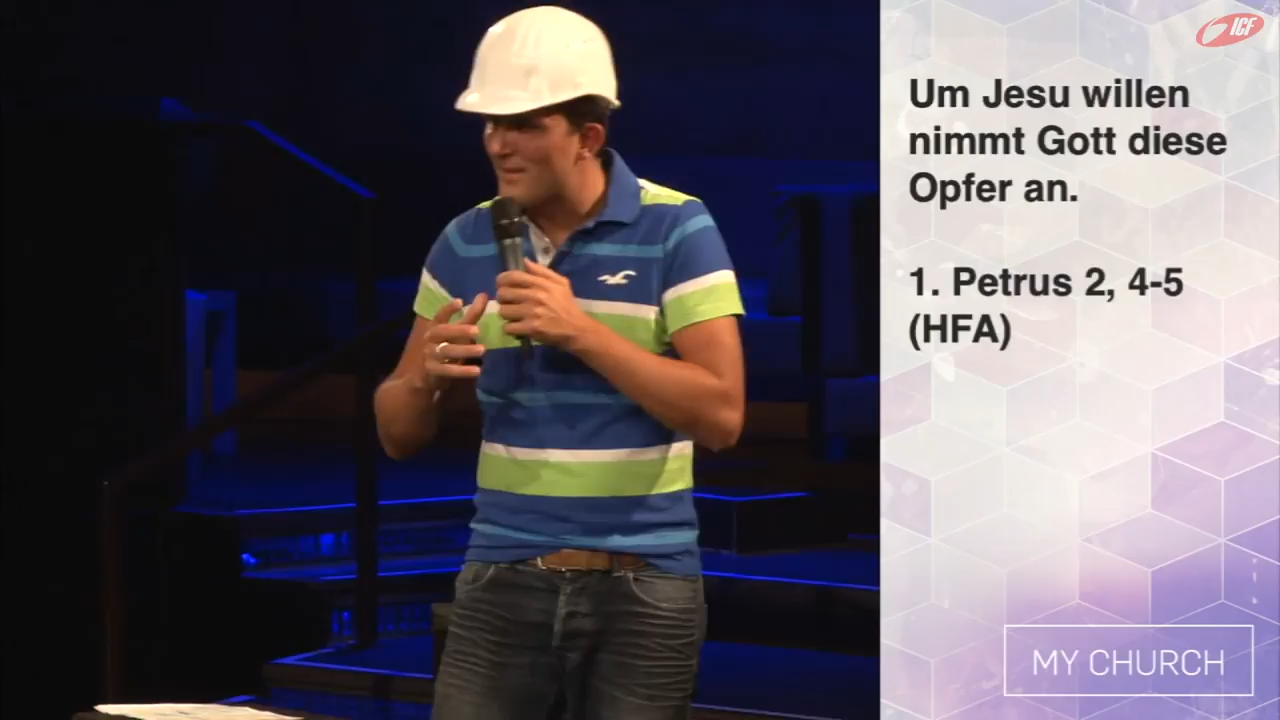 ICF
Um Jesu willen
nimmt Gott diese
Opfer an.
1. Petrus 2, 4-5
(HFA)
MY CHURCH